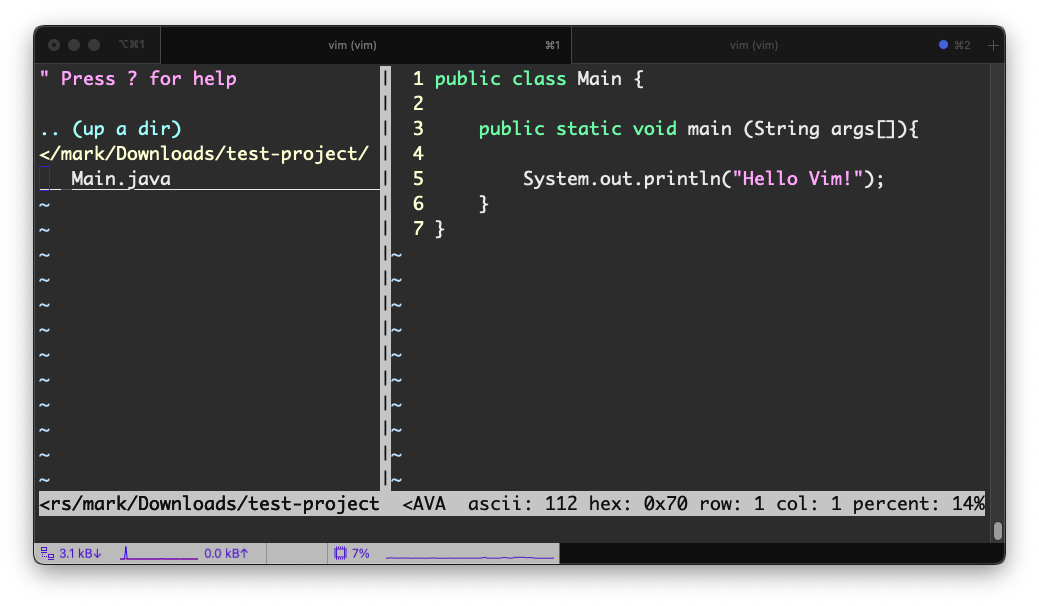 ⌥⌘1 vim (vim) ⌘1 vim (vim) ⌘2 +
" Press ? for help
.. (up a dir)
</mark/Downloads/test-project/
Main.java
~
~
~
~
~
~
~
~
~
~
~
~
<rs/mark/Downloads/test-project
1 public class Main {
2
3 public static void main (String args[]){
4
5 System.out.println("Hello Vim!");
6 }
7 }
~
~
~
~
~
~
~
~
~
~
<AVA ascii: 112 hex: 0x70 row: 1 col: 1 percent: 14%
3.1 kB↓ 0.0 kB↑ 7%